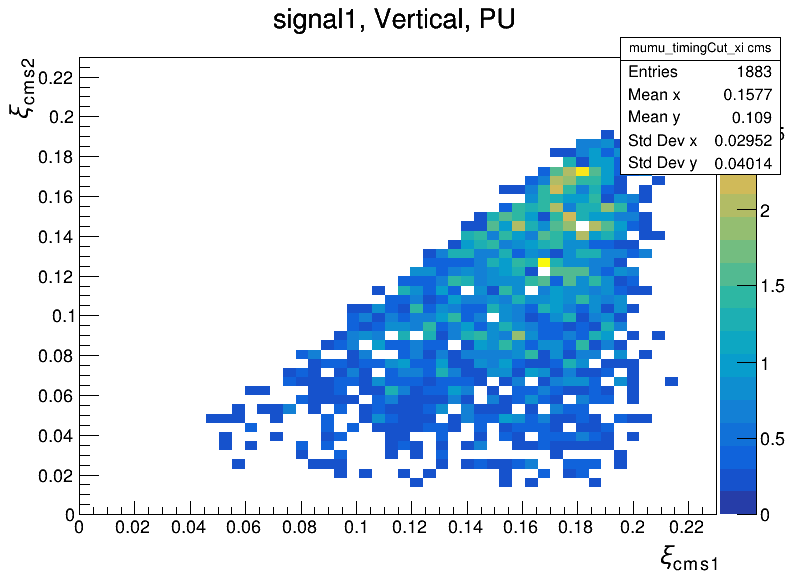 signal1, Vertical, PU
mumu_timingCut_xi cms
Entries 1883
Mean x 0.1577
Mean y 0.109
Std Dev x 0.02952
Std Dev y 0.04014
ξcms2
0.22
0.2
0.18
0.16
0.14
0.12
0.1
0.08
0.06
0.04
0.02
0
0 0.02 0.04 0.06 0.08 0.1 0.12 0.14 0.16 0.18 0.2 0.22
ξcms1
2
1.5
1
0.5
0